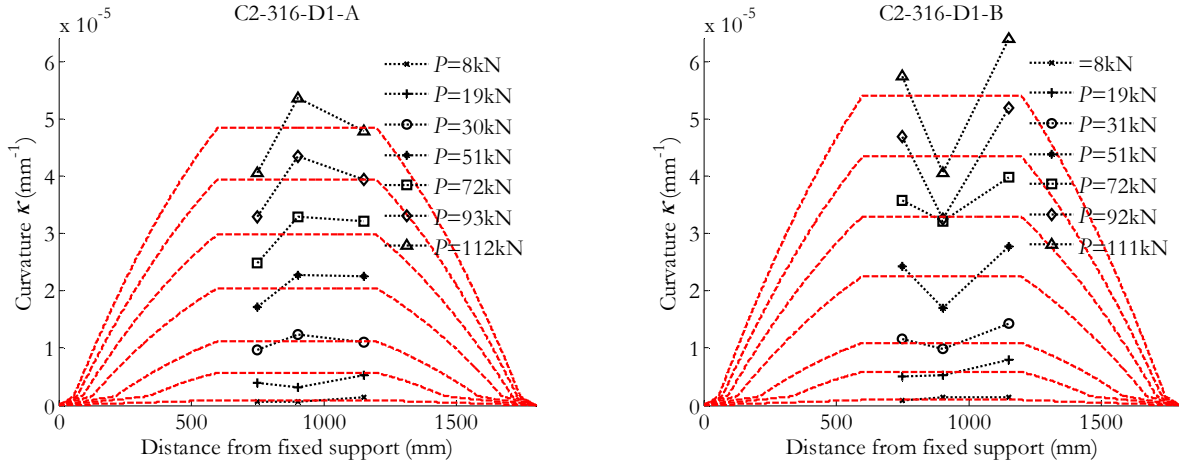 C2-316-D1-A
x 10⁻⁵
6
5
4
3
2
1
0
0 500 1000 1500
Curvature κ (mm⁻¹)
Distance from fixed support (mm)
P=8kN
P=19kN
P=30kN
P=51kN
P=72kN
P=93kN
P=112kN
C2-316-D1-B
x 10⁻⁵
6
5
4
3
2
1
0
0 500 1000 1500
Curvature κ (mm⁻¹)
Distance from fixed support (mm)
=8kN
P=19kN
P=31kN
P=51kN
P=72kN
P=92kN
P=111kN